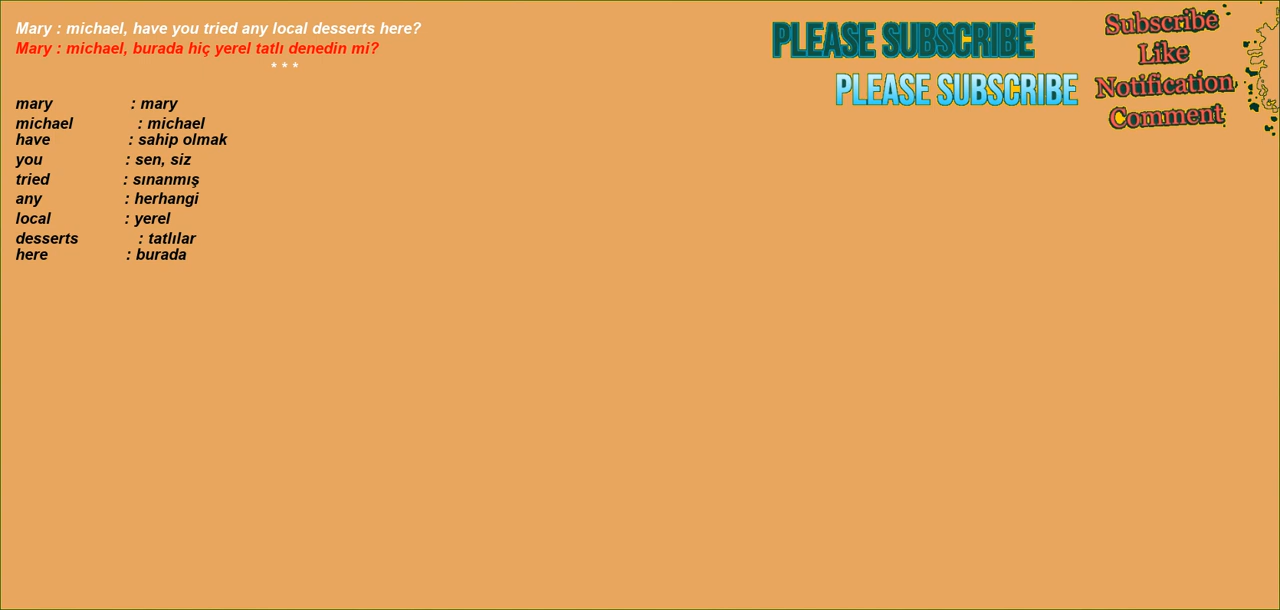 Mary : michael, have you tried any local desserts here?
Mary : michael, burada hiç yerel tatlı denedin mi?
* * *
mary : mary
michael : michael
have : sahip olmak
you : sen, siz
tried : sınanmış
any : herhangi
local : yerel
desserts : tatlılar
here : burada
PLEASE SUBSCRIBE
PLEASE SUBSCRIBE
Subscribe
Like
Notification
Comment